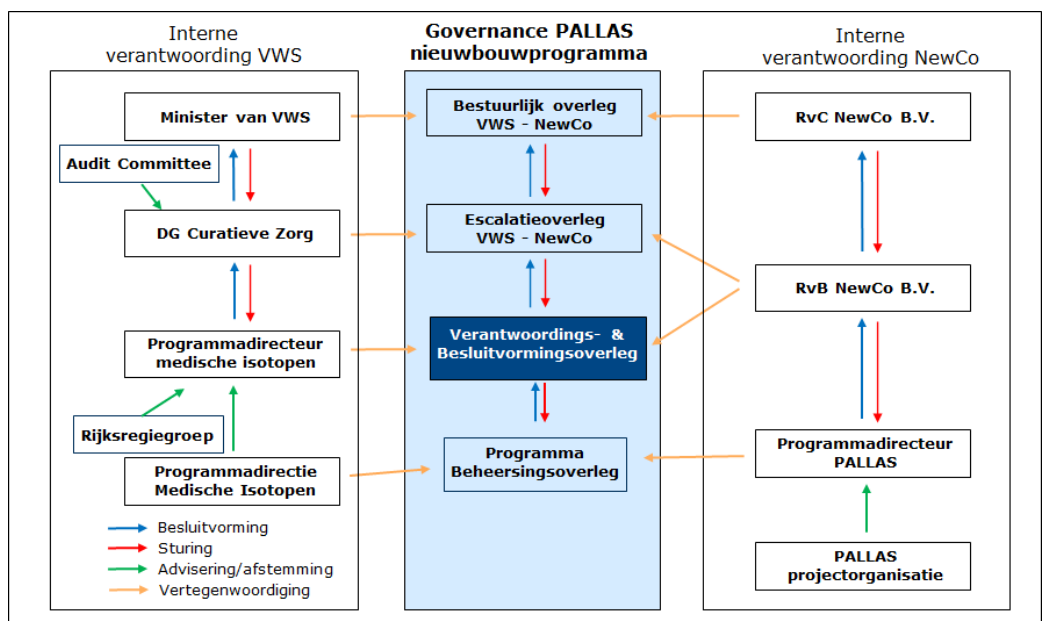 Interne
verantwoording VWS
Minister van VWS
Audit Committee
DG Curatieve Zorg
Programmadirecteur
medische isotopen
Rijksregiegroep
Programmadirectie
Medische Isotopen
Besluitvorming
Sturing
Advisering/afstemming
Vertegenwoordiging
Governance PALLAS
nieuwbouwprogramma
Bestuurlijk overleg
VWS - NewCo
Escalatieoverleg
VWS - NewCo
Verantwoordings- &
Besluitvormingsoverleg
Programma
Beheersingsoverleg
Interne
verantwoording NewCo
RvC NewCo B.V.
RvB NewCo B.V.
Programmadirecteur
PALLAS
PALLAS
projectorganisatie